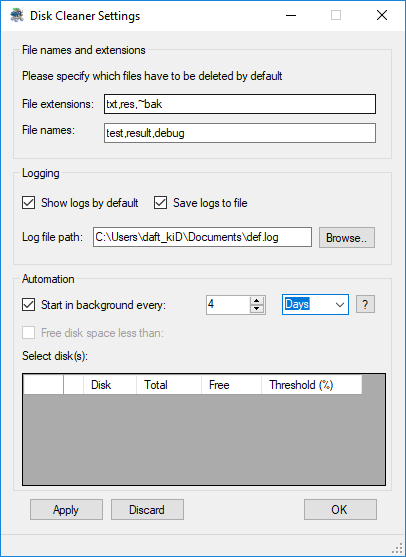 Disk Cleaner Settings
File names and extensions
Please specify which files have to be deleted by default
File extensions: txt,res,~bak
File names: test,result,debug
Logging
Show logs by default Save logs to file
Log file path: C:\Users\daft_kiD\Documents\def.log Browse..
Automation
Start in background every: 4 Days ?
Free disk space less than:
Select disk(s):
Disk Total Free Threshold (%)
Apply Discard OK